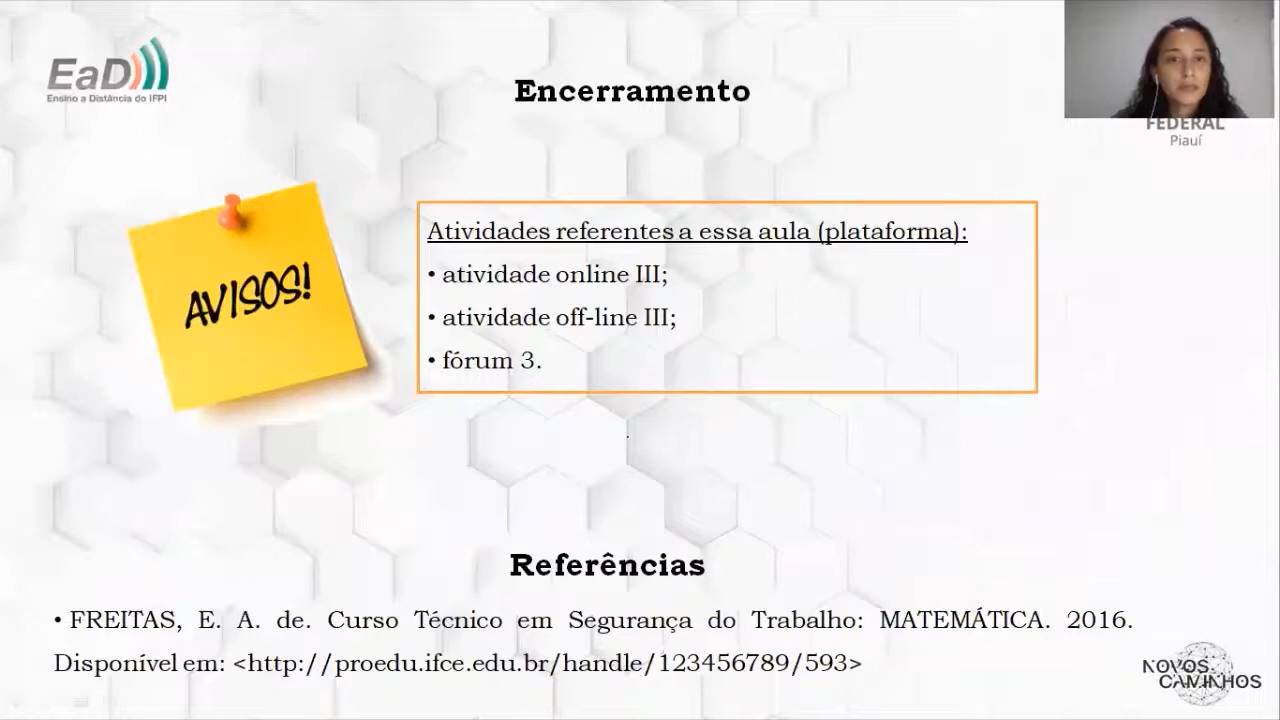 EaD
Ensino a Distância do IFPI
Encerramento
FEDERAL
Piauí
AVISOS!
Atividades referentes a essa aula (plataforma):
• atividade online III;
• atividade off-line III;
• fórum 3.
Referências
• FREITAS, E. A. de. Curso Técnico em Segurança do Trabalho: MATEMÁTICA. 2016.
Disponível em: <http://proedu.ifce.edu.br/handle/123456789/593>
NOVOS
CAMINHOS